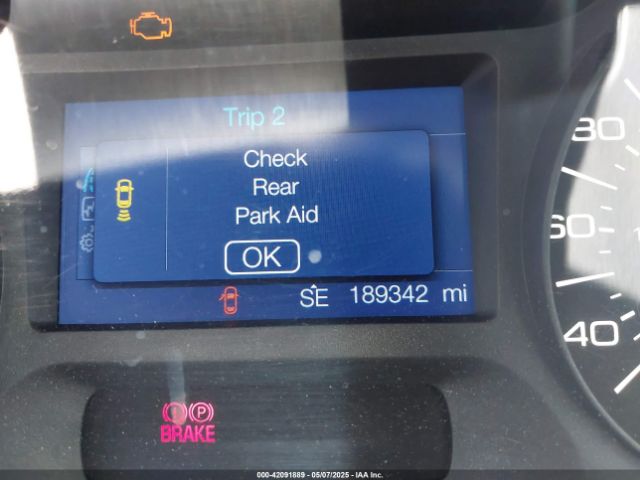 Trip 2
Check
Rear
Park Aid
OK
SE 189342 mi
80
60
40
(!) (P)
BRAKE
000-42091889 - 05/07/2025 - IAA Inc.